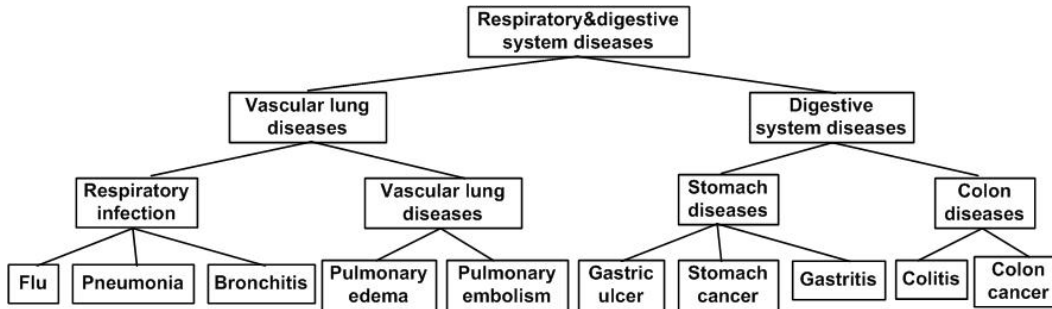 Respiratory&digestive
system diseases
Vascular lung
diseases
Digestive
system diseases
Respiratory
infection
Vascular lung
diseases
Stomach
diseases
Colon
diseases
Flu
Pneumonia
Bronchitis
Pulmonary
edema
Pulmonary
embolism
Gastric
ulcer
Stomach
cancer
Gastritis
Colitis
Colon
cancer